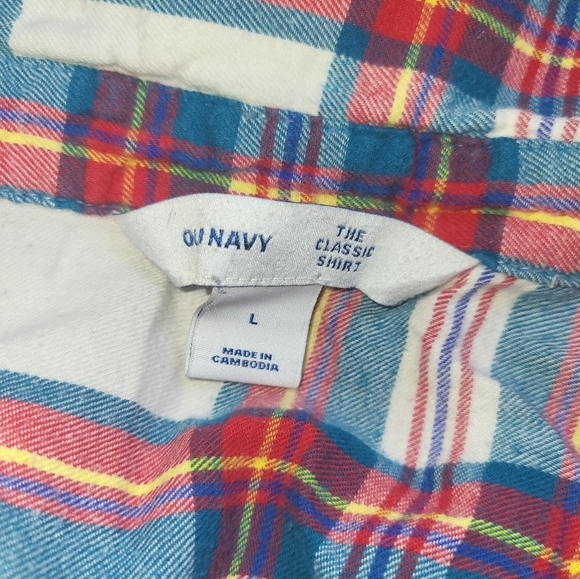 OLD NAVY
THE
CLASSIC
SHIRT
L
MADE IN
CAMBODIA